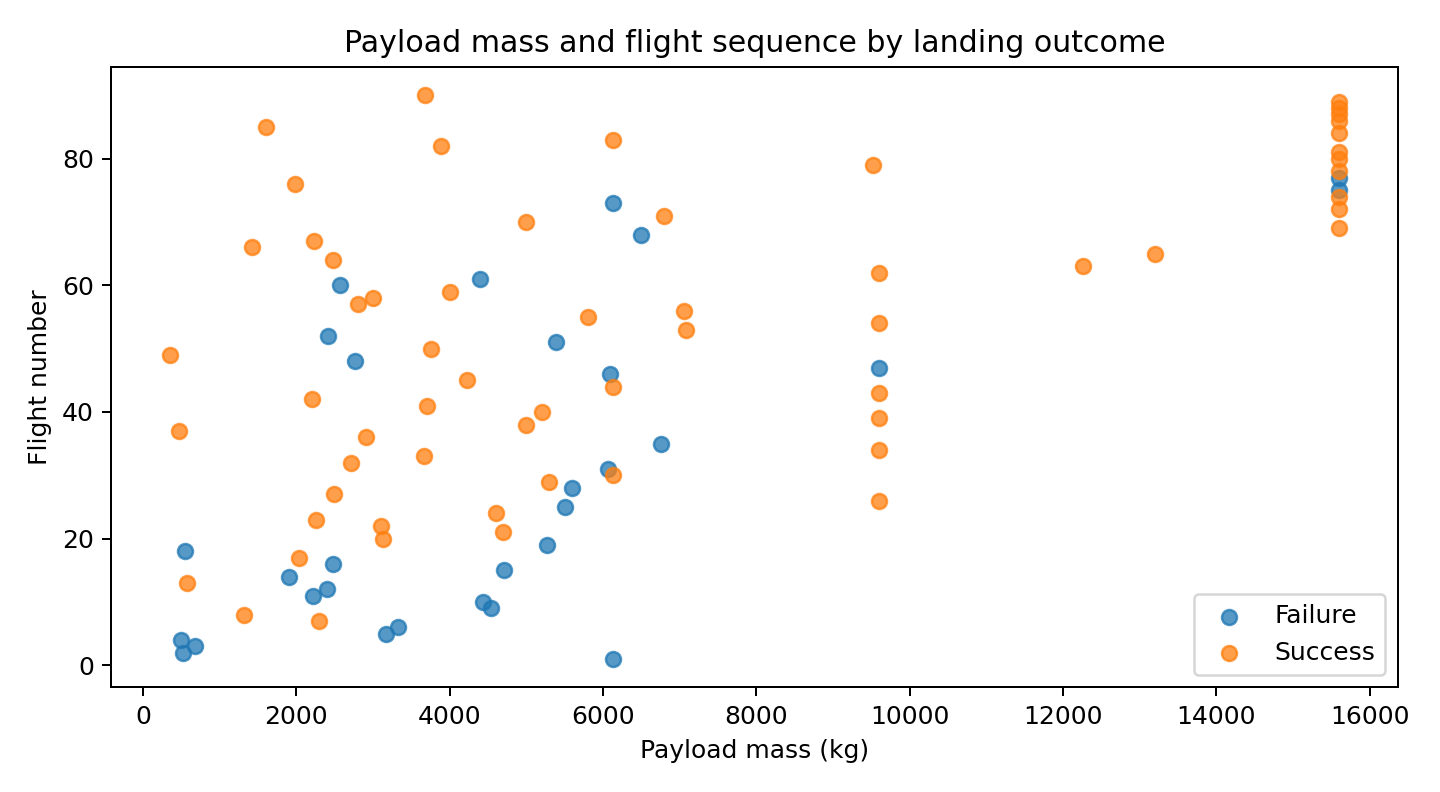 Payload mass and flight sequence by landing outcome
Flight number
80
60
40
20
0
Failure
Success
0 2000 4000 6000 8000 10000 12000 14000 16000
Payload mass (kg)